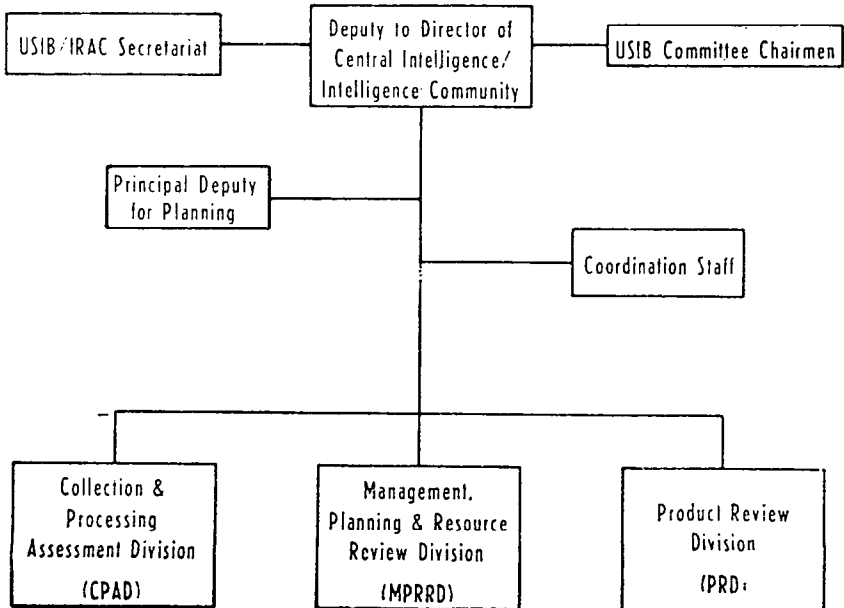 USIB/IRAC Secretariat
Deputy to Director of
Central Intelligence/
Intelligence Community
USIB Committee Chairmen
Principal Deputy
for Planning
Coordination Staff
Collection &
Processing
Assessment Division
(CPAD)
Management,
Planning & Resource
Review Division
(MPRRD)
Product Review
Division
(PRD)